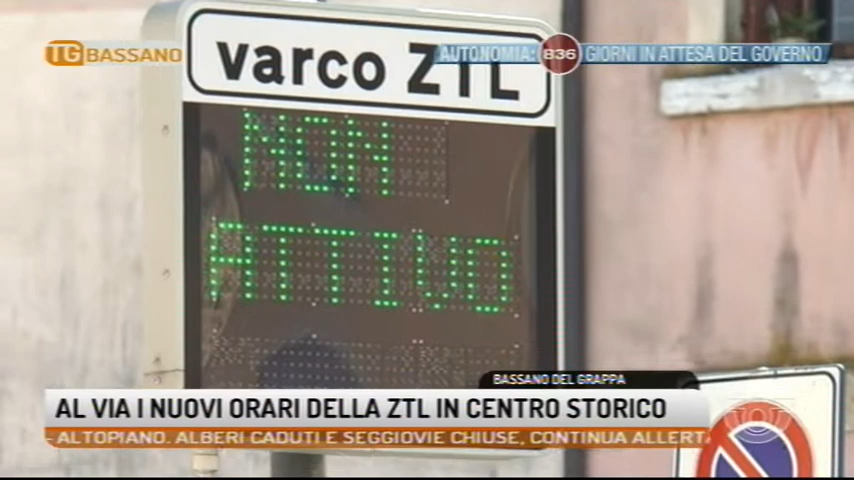 TG BASSANO
AUTONOMIA: 836 GIORNI IN ATTESA DEL GOVERNO
varco ZTL
NON
ATTIVO
BASSANO DEL GRAPPA
AL VIA I NUOVI ORARI DELLA ZTL IN CENTRO STORICO
- ALTOPIANO. ALBERI CADUTI E SEGGIOVIE CHIUSE, CONTINUA ALLERT